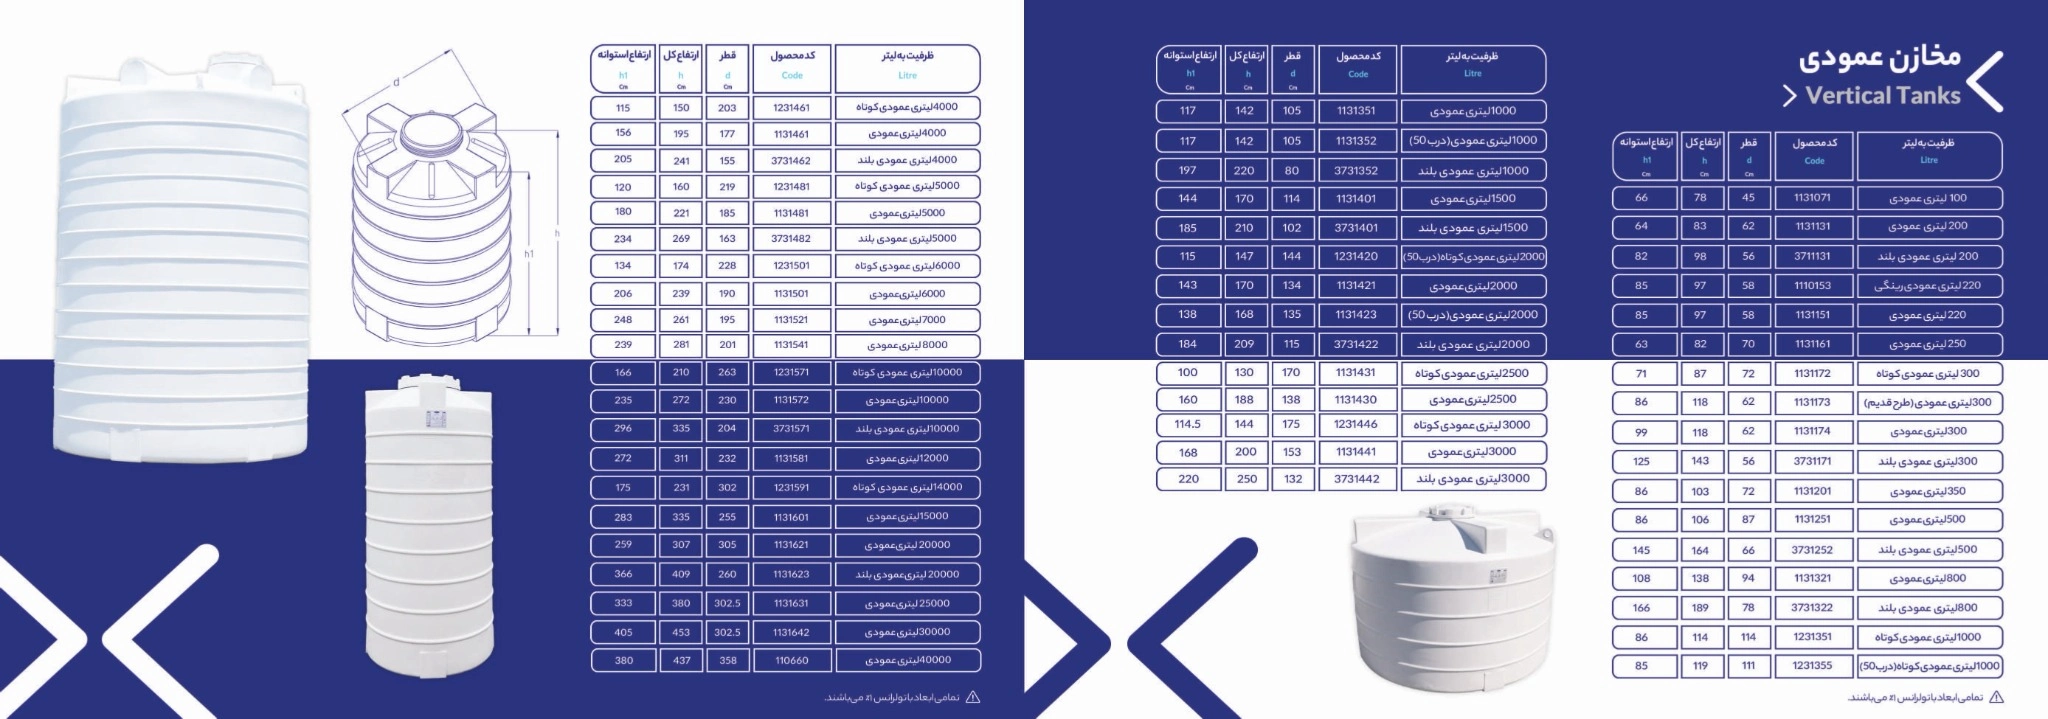 مخازن عمودی
Vertical Tanks
ظرفیت به لیتر کد محصول قطر ارتفاع کل ارتفاع استوانه
Litre Code d h h1
Cm Cm Cm
100 لیتری عمودی 1131071 45 78 66
200 لیتری عمودی 1131131 62 83 64
200 لیتری عمودی بلند 3711131 56 98 82
220 لیتری عمودی رینگی 1110153 58 97 85
220 لیتری عمودی 1131151 58 97 85
250 لیتری عمودی 1131161 70 82 63
300 لیتری عمودی کوتاه 1131172 72 87 71
300لیتری عمودی (طرح قدیم) 1131173 62 118 86
300لیتری عمودی 1131174 62 118 99
300لیتری عمودی بلند 3731171 56 143 125
350لیتری عمودی 1131201 72 103 86
500لیتری عمودی 1131251 87 106 86
500لیتری عمودی بلند 3731252 66 164 145
800لیتری عمودی 1131321 94 138 108
800لیتری عمودی بلند 3731322 78 189 166
1000لیتری عمودی کوتاه 1231351 114 114 86
1000لیتری عمودی کوتاه(درب50) 1231355 111 119 85
تمامی ابعاد با تولرانس 1٪ می‌باشند.
ظرفیت به لیتر کد محصول قطر ارتفاع کل ارتفاع استوانه
Litre Code d h h1
Cm Cm Cm
1000لیتری عمودی 1131351 105 142 117
1000لیتری عمودی(درب50) 1131352 105 142 117
1000لیتری عمودی بلند 3731352 80 220 197
1500لیتری عمودی 1131401 114 170 144
1500لیتری عمودی بلند 3731401 102 210 185
2000لیتری عمودی کوتاه(درب50) 1231420 144 147 115
2000لیتری عمودی 1131421 134 170 143
2000لیتری عمودی(درب 50) 1131423 135 168 138
2000لیتری عمودی بلند 3731422 115 209 184
2500لیتری عمودی کوتاه 1131431 170 130 100
2500لیتری عمودی 1131430 138 188 160
3000 لیتری عمودی کوتاه 1231446 175 144 114.5
3000لیتری عمودی 1131441 153 200 168
3000لیتری عمودی بلند 3731442 132 250 220
ظرفیت به لیتر کد محصول قطر ارتفاع کل ارتفاع استوانه
Litre Code d h h1
Cm Cm Cm
4000لیتری عمودی کوتاه 1231461 203 150 115
4000لیتری عمودی 1131461 177 195 156
4000لیتری عمودی بلند 3731462 155 241 205
5000لیتری عمودی کوتاه 1231481 219 160 120
5000لیتری عمودی 1131481 185 221 180
5000لیتری عمودی بلند 3731482 163 269 234
6000لیتری عمودی کوتاه 1231501 228 174 134
6000لیتری عمودی 1131501 190 239 206
7000لیتری عمودی 1131521 195 261 248
8000 لیتری عمودی 1131541 201 281 239
10000لیتری عمودی کوتاه 1231571 263 210 166
10000لیتری عمودی 1131572 230 272 235
10000لیتری عمودی بلند 3731571 204 335 296
12000لیتری عمودی 1131581 232 311 272
14000لیتری عمودی کوتاه 1231591 302 231 175
15000لیتری عمودی 1131601 255 335 283
20000 لیتری عمودی 1131621 305 307 259
20000 لیتری عمودی بلند 1131623 260 409 366
25000 لیتری عمودی 1131631 302.5 380 333
30000لیتری عمودی 1131642 302.5 453 405
40000لیتری عمودی 110660 358 437 380
تمامی ابعاد با تولرانس 1٪ می‌باشند.
d
h
h1